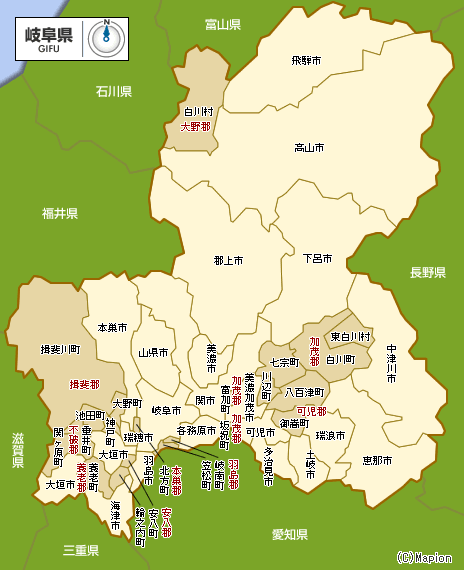 岐阜県
GIFU
富山県
石川県
福井県
長野県
滋賀県
三重県
愛知県
飛騨市
白川村
大野郡
高山市
郡上市
下呂市
本巣市
揖斐川町
揖斐郡
山県市
美濃市
加茂郡
東白川村
白川町
七宗町
中津川市
川辺町
八百津町
可児郡
御嵩町
美濃加茂市
加茂郡
富加町
加茂郡
坂祝町
関市
岐阜市
各務原市
可児市
多治見市
土岐市
瑞浪市
恵那市
大野町
池田町
神戸町
不破郡
垂井町
関ケ原町
大垣市
養老郡
養老町
大垣市
瑞穂市
羽島市
本巣郡
北方町
羽島郡
岐南町
笠松町
安八郡
安八町
輪之内町
海津市
(C)Mapion